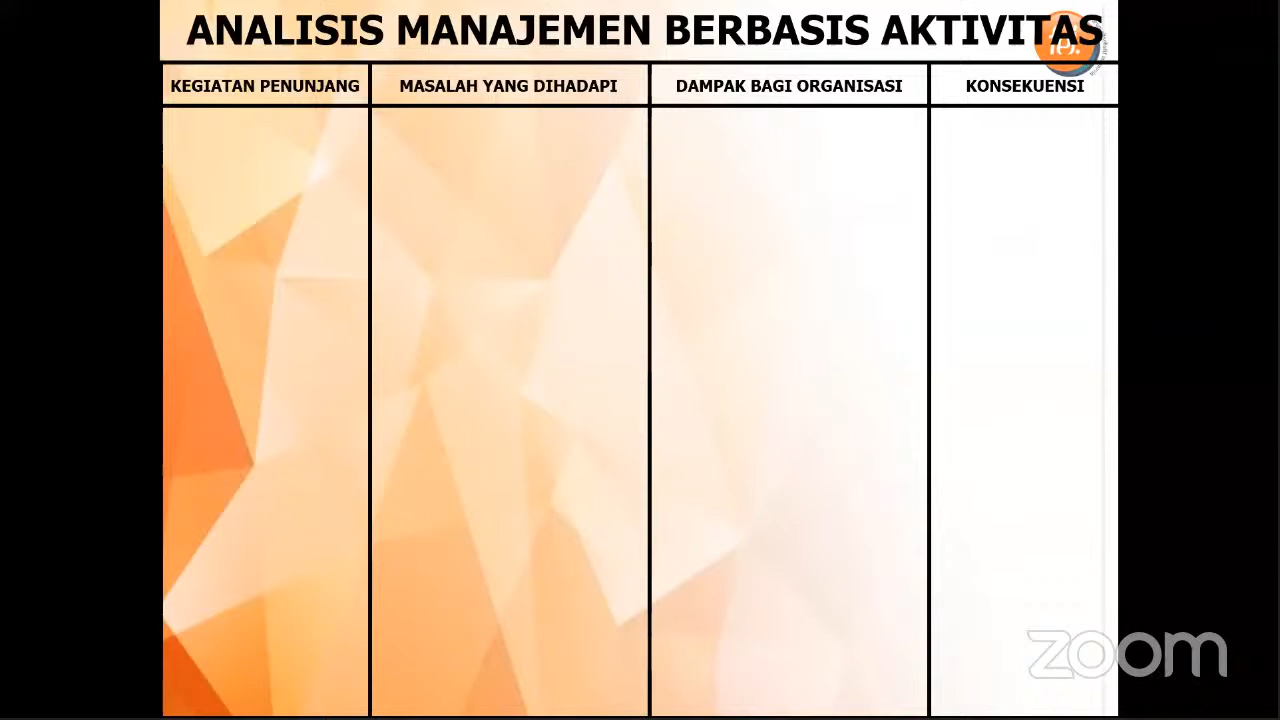 ANALISIS MANAJEMEN BERBASIS AKTIVITAS
KEGIATAN PENUNJANG
MASALAH YANG DIHADAPI
DAMPAK BAGI ORGANISASI
KONSEKUENSI
zoom